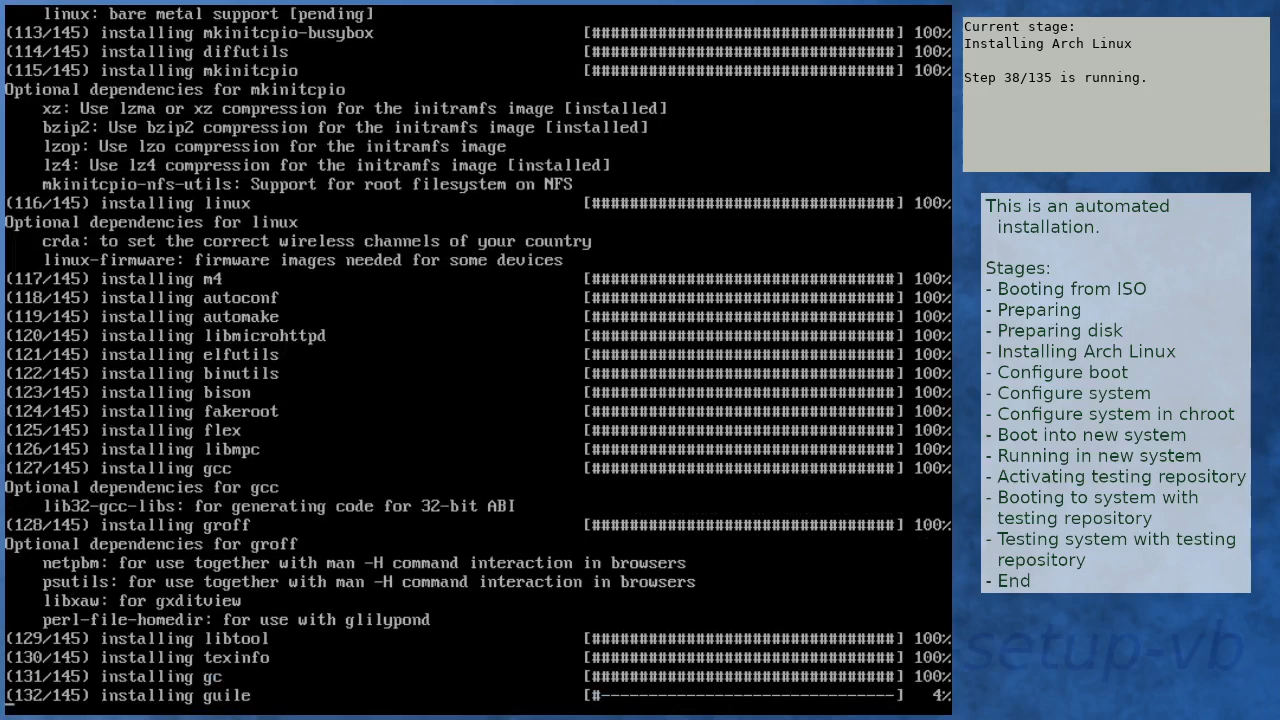 linux: bare metal support [pending]
(113/145) installing mkinitcpio-busybox [################################] 100%
(114/145) installing diffutils [################################] 100%
(115/145) installing mkinitcpio [################################] 100%
Optional dependencies for mkinitcpio
xz: Use lzma or xz compression for the initramfs image [installed]
bzip2: Use bzip2 compression for the initramfs image [installed]
lzop: Use lzo compression for the initramfs image
lz4: Use lz4 compression for the initramfs image [installed]
mkinitcpio-nfs-utils: Support for root filesystem on NFS
(116/145) installing linux [################################] 100%
Optional dependencies for linux
crda: to set the correct wireless channels of your country
linux-firmware: firmware images needed for some devices
(117/145) installing m4 [################################] 100%
(118/145) installing autoconf [################################] 100%
(119/145) installing automake [################################] 100%
(120/145) installing libmicrohttpd [################################] 100%
(121/145) installing elfutils [################################] 100%
(122/145) installing binutils [################################] 100%
(123/145) installing bison [################################] 100%
(124/145) installing fakeroot [################################] 100%
(125/145) installing flex [################################] 100%
(126/145) installing libmpc [################################] 100%
(127/145) installing gcc [################################] 100%
Optional dependencies for gcc
lib32-gcc-libs: for generating code for 32-bit ABI
(128/145) installing groff [################################] 100%
Optional dependencies for groff
netpbm: for use together with man -H command interaction in browsers
psutils: for use together with man -H command interaction in browsers
libxaw: for gxditview
perl-file-homedir: for use with glilypond
(129/145) installing libtool [################################] 100%
(130/145) installing texinfo [################################] 100%
(131/145) installing gc [################################] 100%
(132/145) installing guile [#-------------------------------] 4%
Current stage:
Installing Arch Linux
Step 38/135 is running.
This is an automated
installation.
Stages:
- Booting from ISO
- Preparing
- Preparing disk
- Installing Arch Linux
- Configure boot
- Configure system
- Configure system in chroot
- Boot into new system
- Running in new system
- Activating testing repository
- Booting to system with
testing repository
- Testing system with testing
repository
- End
setup-vb